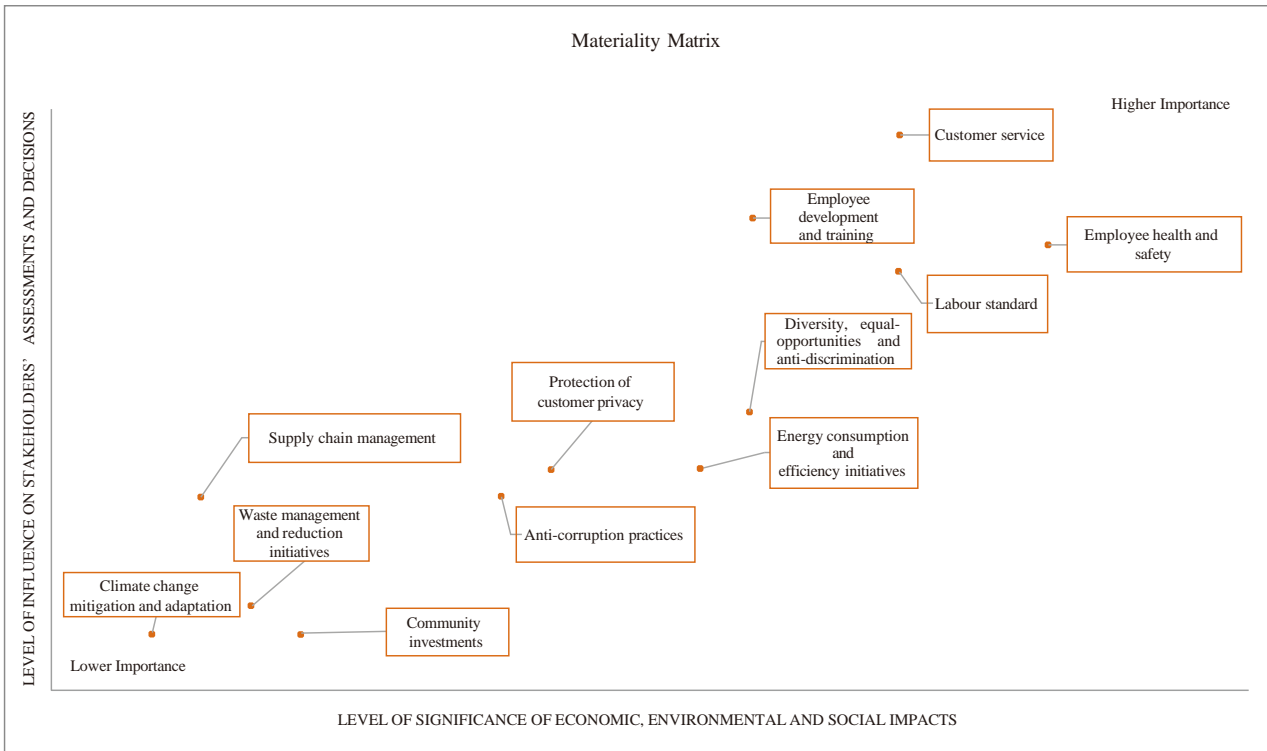 Materiality Matrix
Higher Importance
LEVEL OF INFLUENCE ON STAKEHOLDERS' ASSESSMENTS AND DECISIONS
Customer service
Employee
development
and training
Employee health and
safety
Labour standard
Diversity, equal-
opportunities and
anti-discrimination
Protection of
customer privacy
Supply chain management
Energy consumption
and
efficiency initiatives
Waste management
and reduction
initiatives
Anti-corruption practices
Climate change
mitigation and adaptation
Community
investments
Lower Importance
LEVEL OF SIGNIFICANCE OF ECONOMIC, ENVIRONMENTAL AND SOCIAL IMPACTS